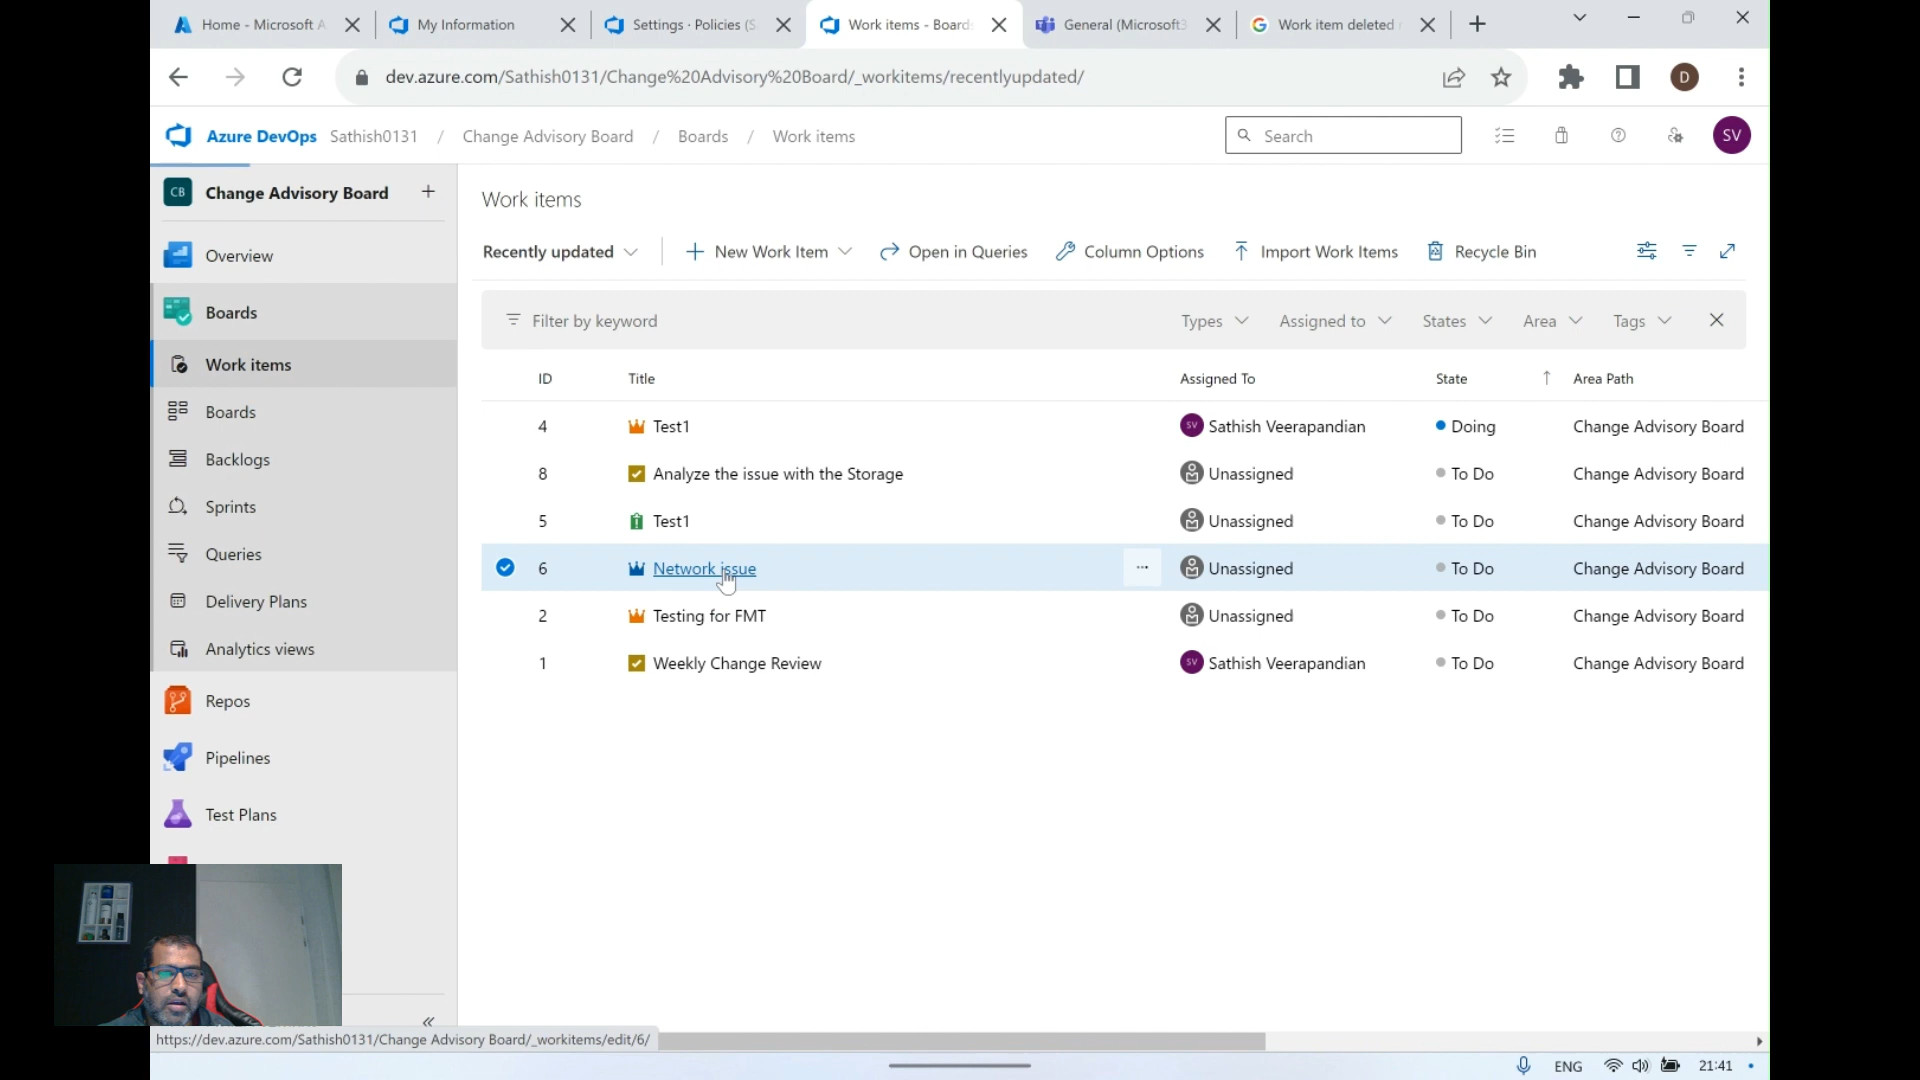 Home - Microsoft A
My Information
Settings · Policies (S
Work items - Board
General (Microsoft3
Work item deleted
dev.azure.com/Sathish0131/Change%20Advisory%20Board/_workitems/recentlyupdated/
D
Azure DevOps Sathish0131 / Change Advisory Board / Boards / Work items
Search
SV
CB Change Advisory Board
Overview
Boards
Work items
Boards
Backlogs
Sprints
Queries
Delivery Plans
Analytics views
Repos
Pipelines
Test Plans
Work items
Recently updated New Work Item Open in Queries Column Options Import Work Items Recycle Bin
Filter by keyword Types Assigned to States Area Tags
ID Title Assigned To State Area Path
4 Test1 SV Sathish Veerapandian Doing Change Advisory Board
8 Analyze the issue with the Storage Unassigned To Do Change Advisory Board
5 Test1 Unassigned To Do Change Advisory Board
6 Network issue Unassigned To Do Change Advisory Board
2 Testing for FMT Unassigned To Do Change Advisory Board
1 Weekly Change Review SV Sathish Veerapandian To Do Change Advisory Board
https://dev.azure.com/Sathish0131/Change Advisory Board/_workitems/edit/6/
ENG 21:41